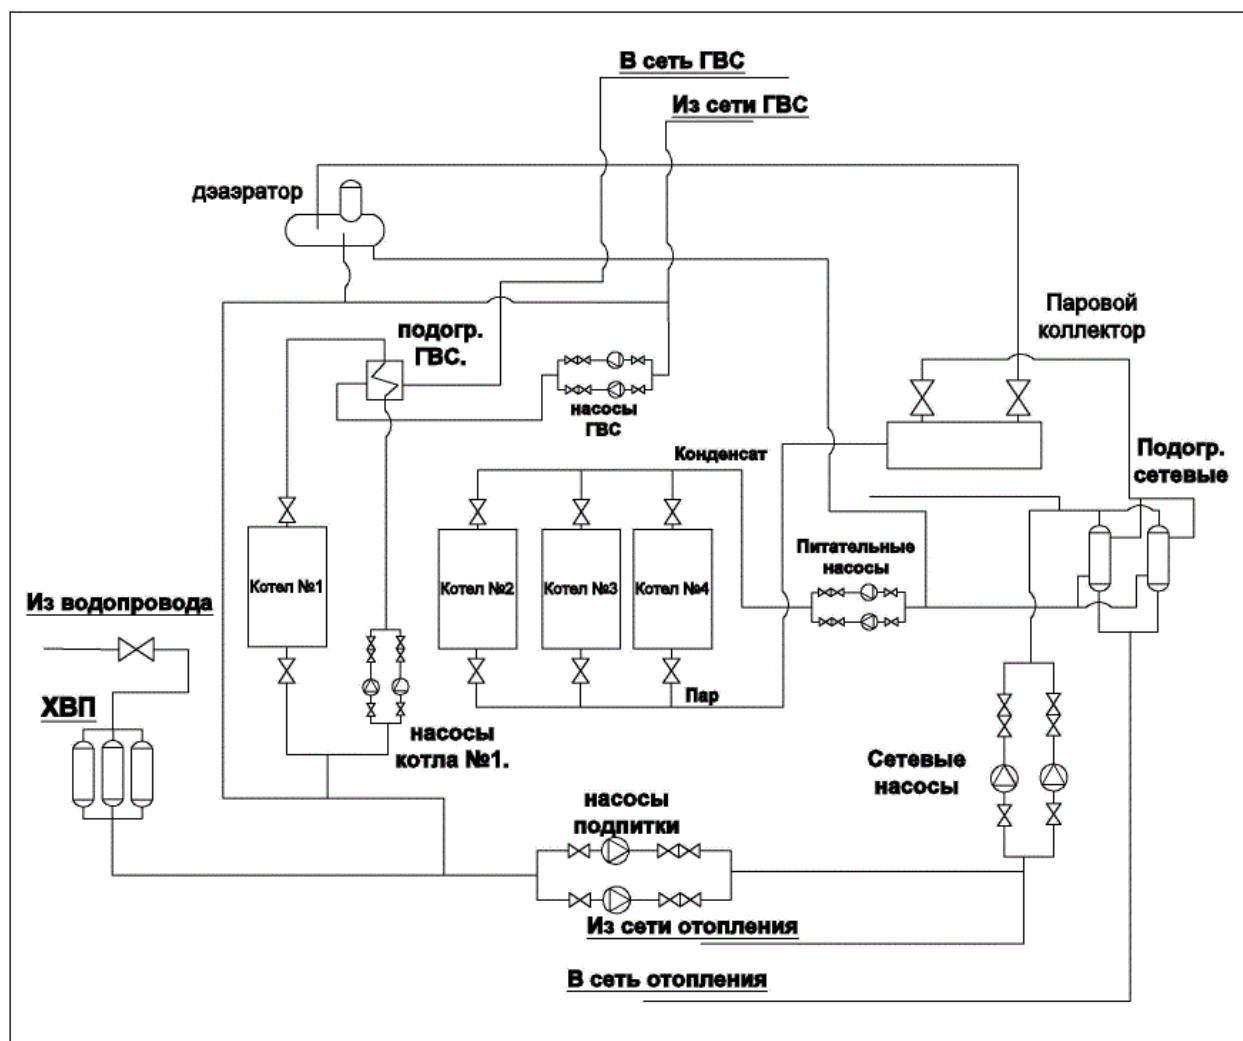 В сеть ГВС
Из сети ГВС
дэаэратор
Паровой
коллектор
подогр.
ГВС.
насосы
ГВС
Конденсат
Подогр.
сетевые
Питательные
насосы
Котел №1
Котел №2
Котел №3
Котел №4
Из водопровода
ХВП
Пар
насосы
котла №1.
Сетевые
насосы
насосы
подпитки
Из сети отопления
В сеть отопления